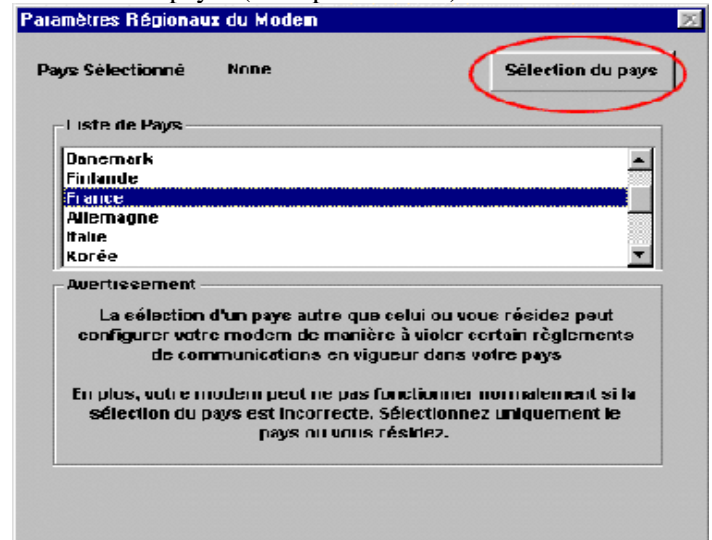 Paramètres Régionaux du Modem
Pays Sélectionné None Sélection du pays
Liste de Pays
Danemark
Finlande
France
Allemagne
Italie
Korée
Avertissement
La sélection d'un pays autre que celui ou vous résidez peut
configurer votre modem de manière à violer certain règlements
de communications en vigueur dans votre pays
En plus, votre modem peut ne pas fonctionner normalement si la
sélection du pays est incorrecte. Sélectionnez uniquement le
pays ou vous résidez.